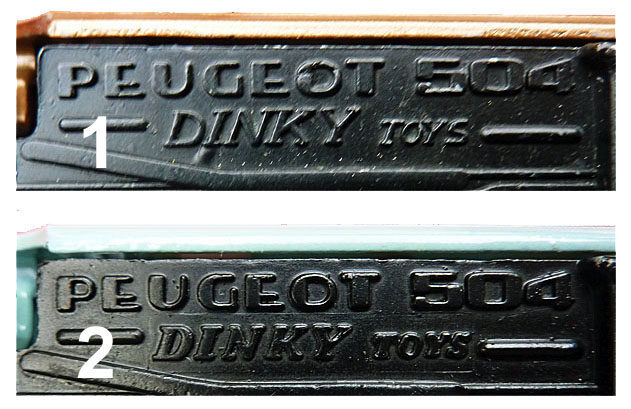 PEUGEOT 504
1 DINKY TOYS
PEUGEOT 504
2 DINKY TOYS